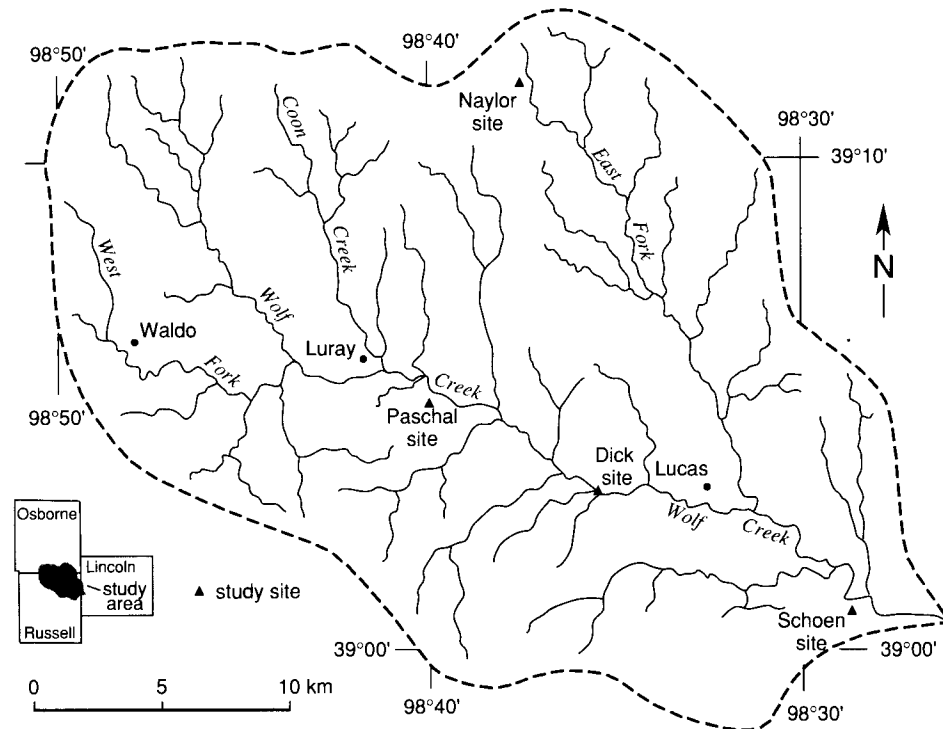 98°50'
98°40'
Naylor
site
98°30'
39°10'
Coon
Creek
East
Fork
N
West
Fork
Waldo
Wolf
Luray
Creek
98°50'
Paschal
site
Dick
site
Lucas
Wolf
Creek
Osborne
Lincoln
study
area
Russell
study site
Schoen
site
39°00'
39°00'
0 5 10 km
98°40'
98°30'